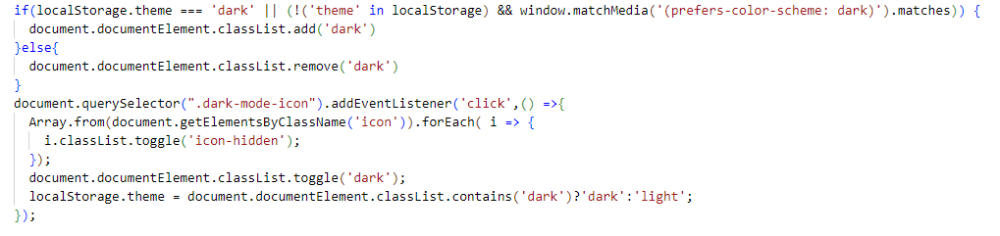 if(localStorage.theme === 'dark' || (!('theme' in localStorage) && window.matchMedia('(prefers-color-scheme: dark)').matches)) {
  document.documentElement.classList.add('dark')
}else{
  document.documentElement.classList.remove('dark')
}
document.querySelector(".dark-mode-icon").addEventListener('click',() =>{
  Array.from(document.getElementsByClassName('icon')).forEach( i => {
    i.classList.toggle('icon-hidden');
  });
  document.documentElement.classList.toggle('dark');
  localStorage.theme = document.documentElement.classList.contains('dark')?'dark':'light';
});